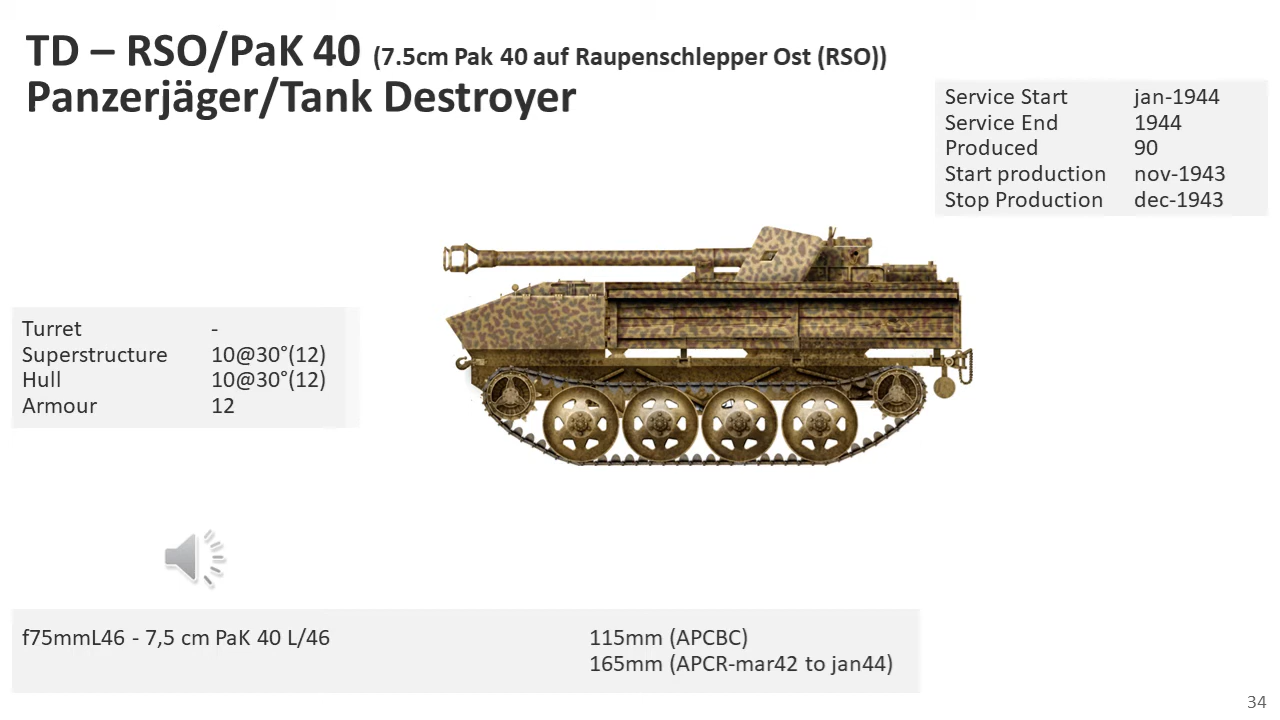 TD – RSO/PaK 40 (7.5cm Pak 40 auf Raupenschlepper Ost (RSO))
Panzerjäger/Tank Destroyer
Service Start jan-1944
Service End 1944
Produced 90
Start production nov-1943
Stop Production dec-1943
Turret -
Superstructure 10@30°(12)
Hull 10@30°(12)
Armour 12
f75mmL46 - 7,5 cm PaK 40 L/46 115mm (APCBC)
165mm (APCR-mar42 to jan44)
34